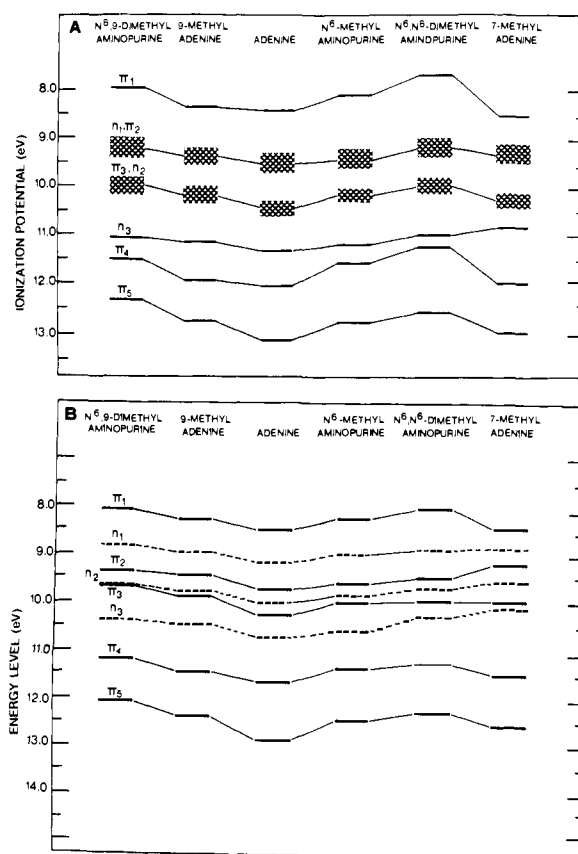 A
N⁶,9-DIMETHYL AMINOPURINE
9-METHYL ADENINE
ADENINE
N⁶-METHYL AMINOPURINE
N⁶,N⁶-DIMETHYL AMINDPURINE
7-METHYL ADENINE
IONIZATION POTENTIAL (eV)
8.0
9.0
10.0
11.0
12.0
13.0
π₁
n₁,π₂
π₃,n₂
n₃
π₄
π₅
B
N⁶,9-DIMETHYL AMINOPURINE
9-METHYL ADENINE
ADENINE
N⁶-METHYL AMINOPURINE
N⁶,N⁶-DIMETHYL AMINOPURINE
7-METHYL ADENINE
ENERGY LEVEL (eV)
8.0
9.0
10.0
11.0
12.0
13.0
14.0
π₁
n₁
π₂
n₂
π₃
n₃
π₄
π₅